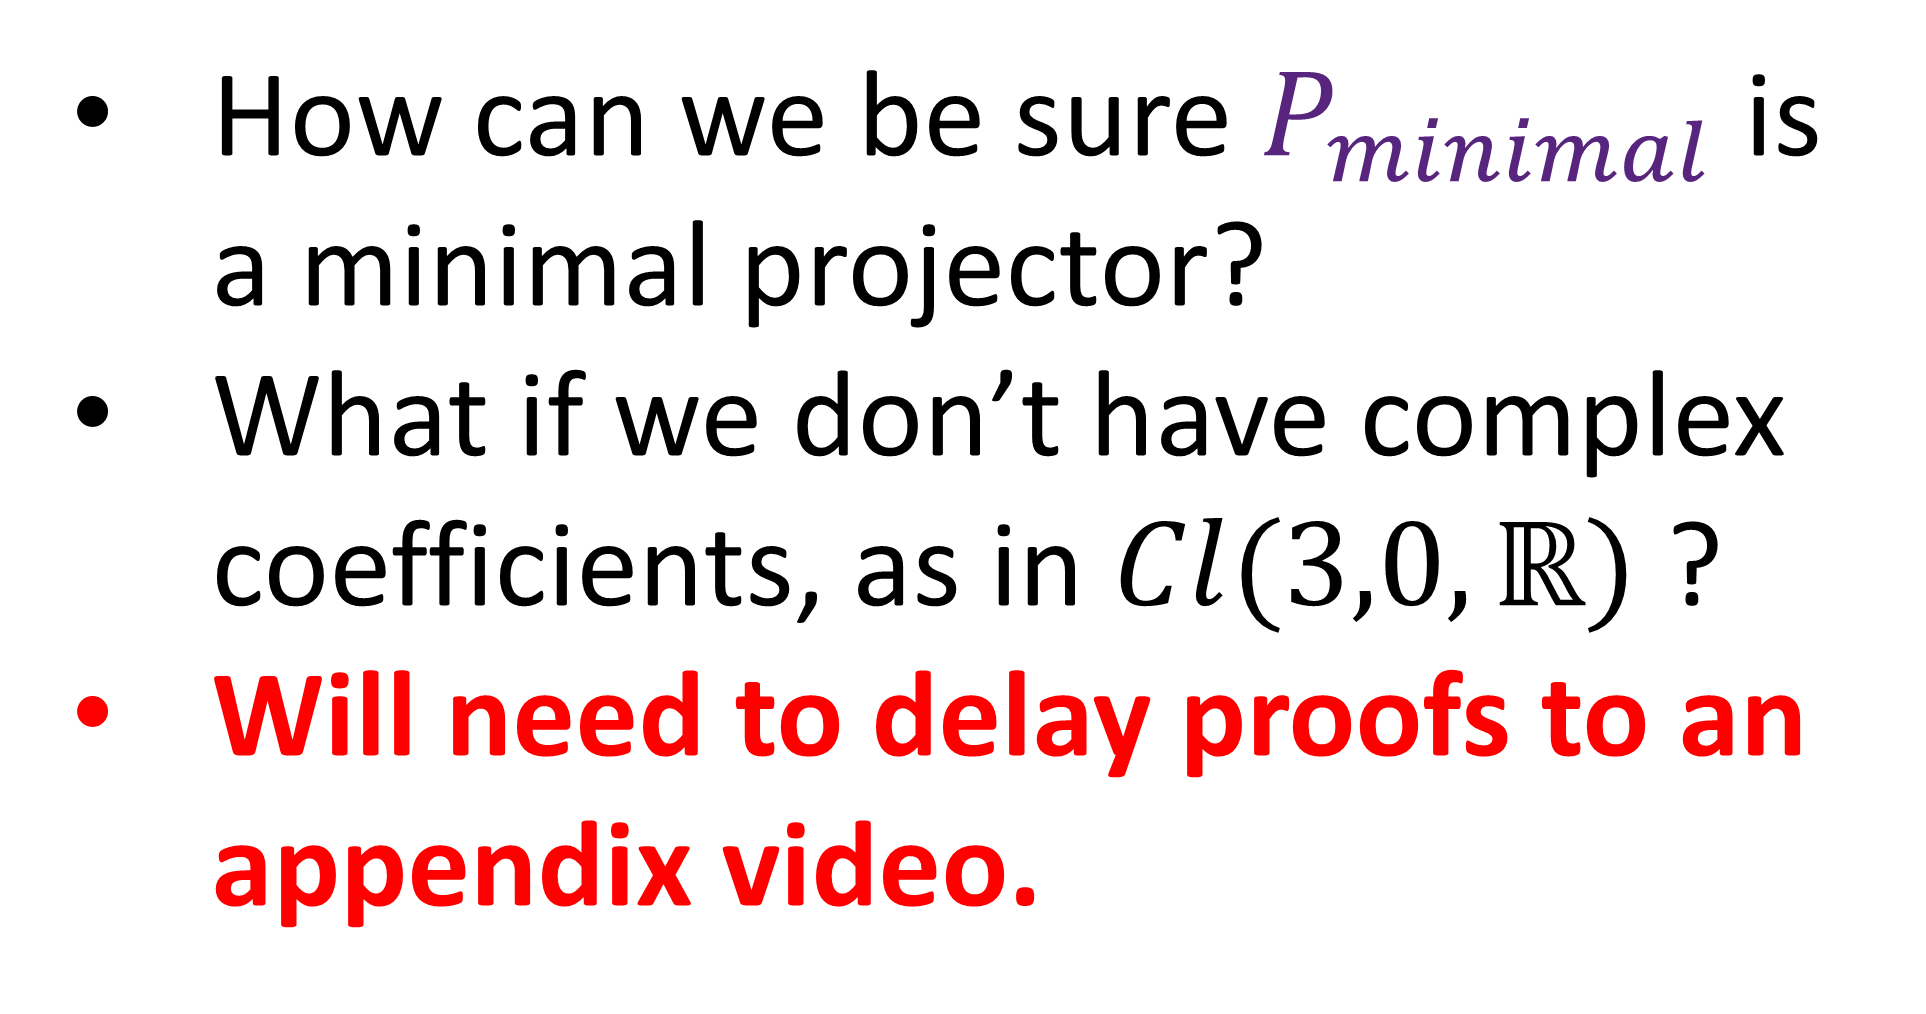 • How can we be sure P_minimal is
a minimal projector?
• What if we don’t have complex
coefficients, as in Cl(3,0, ℝ) ?
• Will need to delay proofs to an
appendix video.